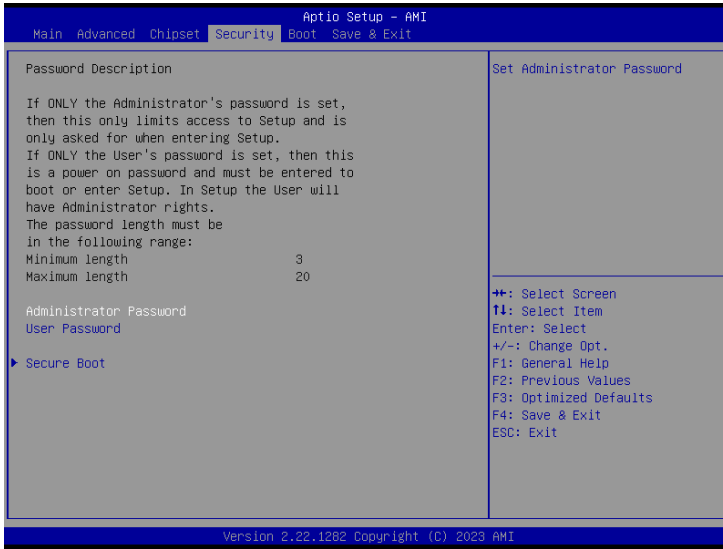 Aptio Setup – AMI
Main Advanced Chipset Security Boot Save & Exit
Password Description
If ONLY the Administrator's password is set,
then this only limits access to Setup and is
only asked for when entering Setup.
If ONLY the User's password is set, then this
is a power on password and must be entered to
boot or enter Setup. In Setup the User will
have Administrator rights.
The password length must be
in the following range:
Minimum length 3
Maximum length 20
Administrator Password
User Password
Secure Boot
Set Administrator Password
→←: Select Screen
↑↓: Select Item
Enter: Select
+/-: Change Opt.
F1: General Help
F2: Previous Values
F3: Optimized Defaults
F4: Save & Exit
ESC: Exit
Version 2.22.1282 Copyright (C) 2023 AMI